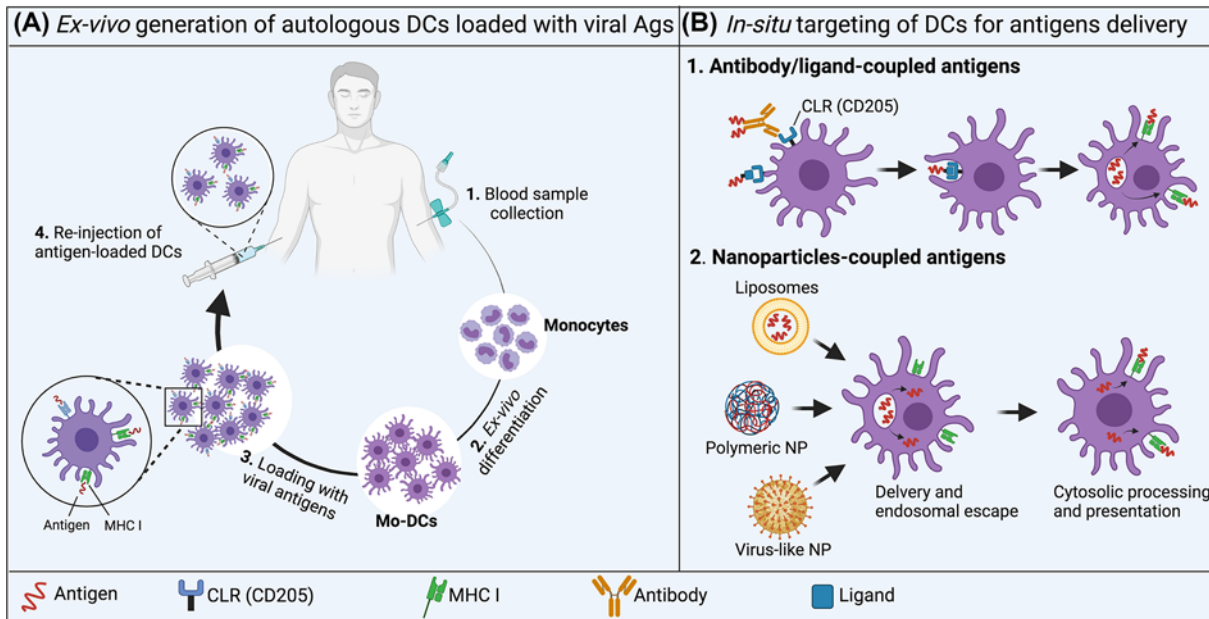 (A) Ex-vivo generation of autologous DCs loaded with viral Ags
1. Blood sample
collection
4. Re-injection of
antigen-loaded DCs
Monocytes
2. Ex-vivo
differentiation
3. Loading with
viral antigens
Mo-DCs
Antigen
MHC I
(B) In-situ targeting of DCs for antigens delivery
1. Antibody/ligand-coupled antigens
CLR (CD205)
2. Nanoparticles-coupled antigens
Liposomes
Polymeric NP
Virus-like NP
Delvery and
endosomal escape
Cytosolic processing
and presentation
Antigen
CLR (CD205)
MHC I
Antibody
Ligand